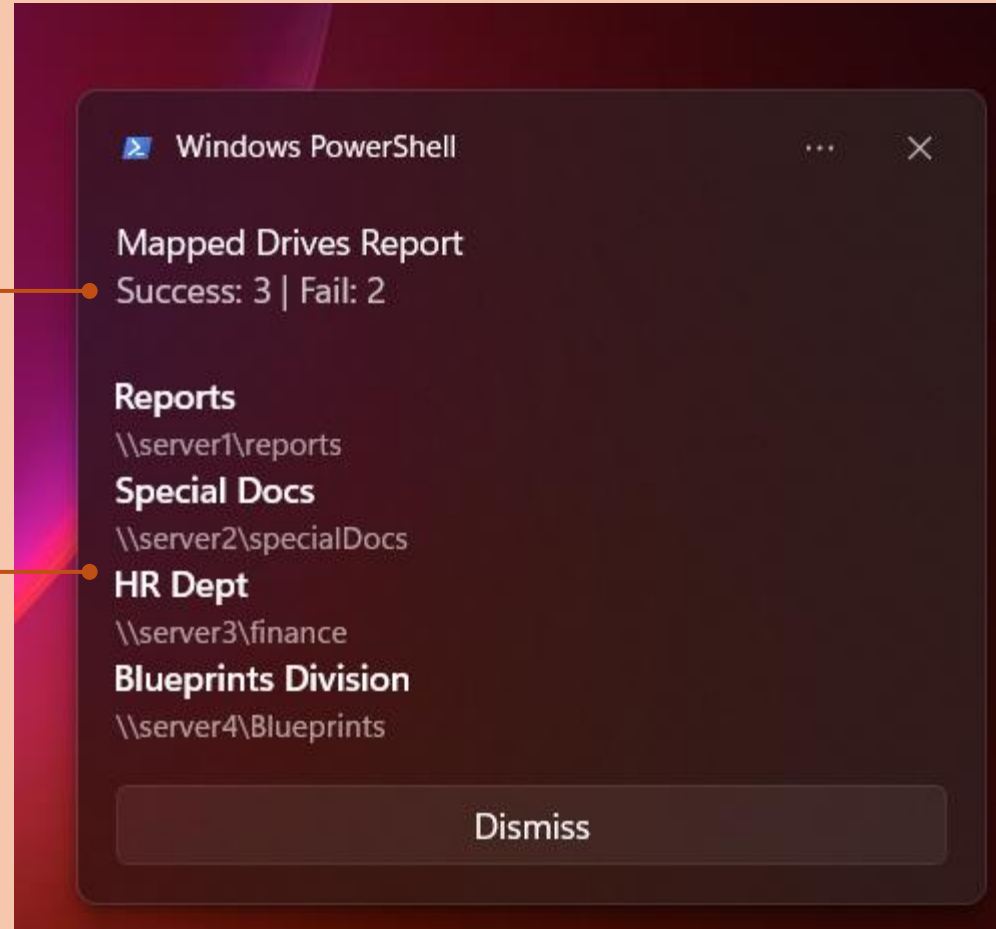 Windows PowerShell
Mapped Drives Report
Success: 3 | Fail: 2
Reports
\\server1\reports
Special Docs
\\server2\specialDocs
HR Dept
\\server3\finance
Blueprints Division
\\server4\Blueprints
Dismiss